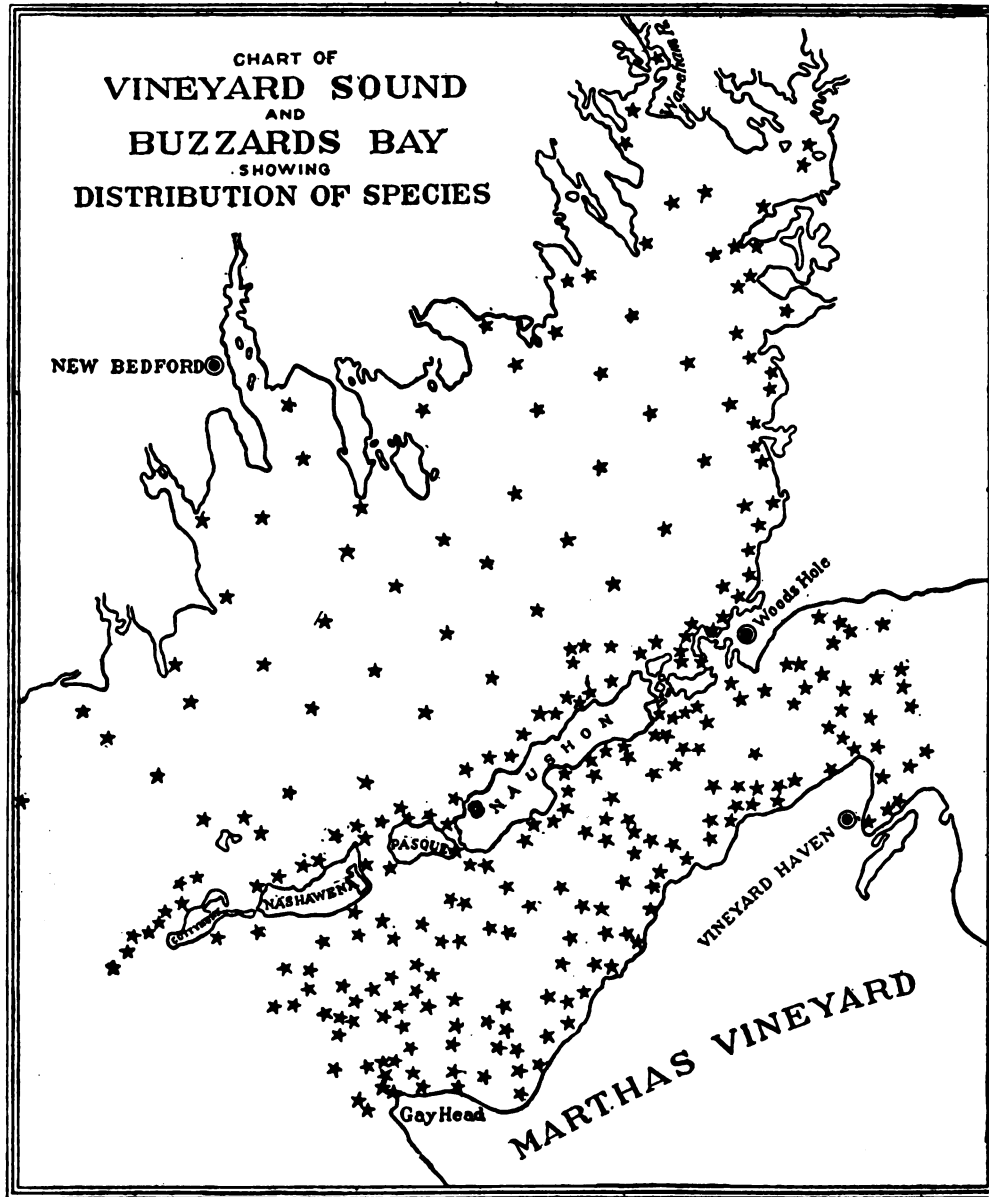 CHART OF
VINEYARD SOUND
AND
BUZZARDS BAY
SHOWING
DISTRIBUTION OF SPECIES
Wareham R.
NEW BEDFORD
Woods Hole
NAUSHON
PASQUE
NASHAWENA
VINEYARD HAVEN
MARTHAS VINEYARD
Gay Head